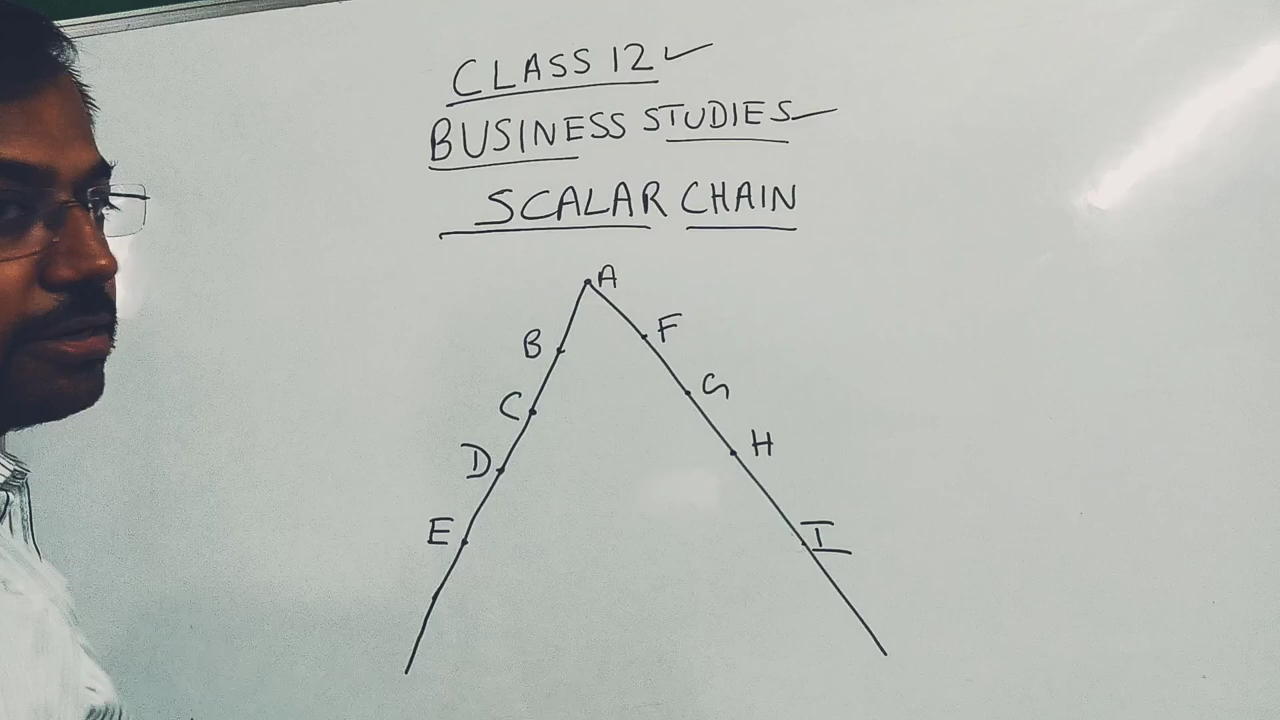 CLASS 12
BUSINESS STUDIES
SCALAR CHAIN
A
B F
C G
D H
E I